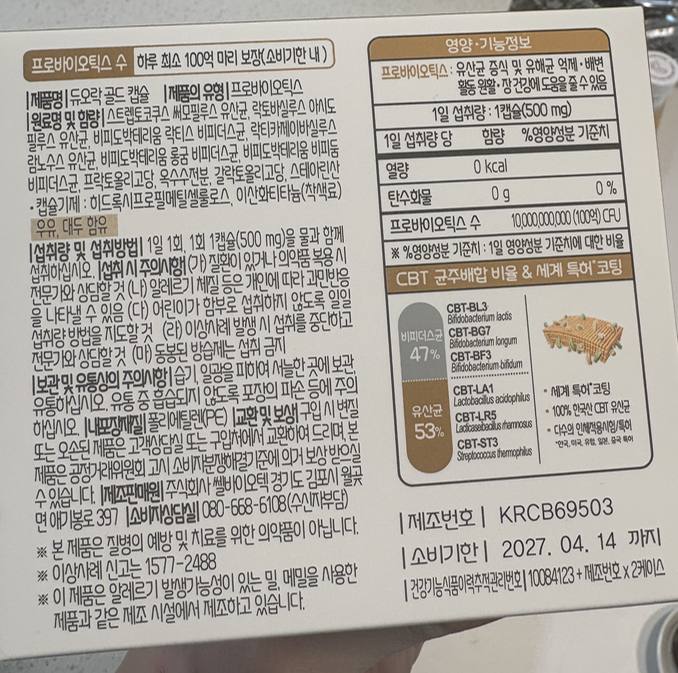 프로바이오틱스 수 하루 최소 100억 마리 보장(소비기한 내)
|제품명| 듀오락 골드 캡슐 |제품의 유형| 프로바이오틱스
|원료명 및 함량| 스트렙토코쿠스 써모필루스 유산균, 락토바실루스 아시도
필루스 유산균, 비피도박테리움 락티스 비피더스균, 락티카제이바실루스
람노수스 유산균, 비피도박테리움 롱굼 비피더스균, 비피도박테리움 비피둠
비피더스균, 프락토올리고당, 옥수수전분, 갈락토올리고당, 스테아린산
• 캡슐기제 : 히드록시프로필메틸셀룰로스, 이산화티타늄(착색료)
우유, 대두 함유
|섭취량 및 섭취방법| 1일 1회, 1회 1캡슐(500 mg)을 물과 함께
섭취하십시오. |섭취 시 주의사항| (가) 질환이 있거나 의약품 복용 시
전문가와 상담할 것 (나) 알레르기 체질 등은 개인에 따라 과민반응
을 나타낼 수 있음 (다) 어린이가 함부로 섭취하지 않도록 일일
섭취량 방법을 지도할 것 (라) 이상사례 발생 시 섭취를 중단하고
전문가와 상담할 것 (마) 동봉된 방습제는 섭취 금지
|보관 및 유통상의 주의사항| 습기, 일광을 피하여 서늘한 곳에 보관
유통하십시오. 유통 중 흡습되지 않도록 포장의 파손 등에 주의
하십시오 |내포장재질| 폴리에틸렌(PE) |교환 및 보상| 구입 시 변질
또는 오손된 제품은 고객상담실 또는 구입처에서 교환하여 드리며, 본
제품은 공정거래위원회 고시 소비자분쟁해결기준에 의거 보상 받으실
수 있습니다. |제조판매원| 주식회사 쎌바이오텍 경기도 김포시 월곶
면 애기봉로 397 |소비자상담실| 080-668-6108(수신자부담)
※ 본 제품은 질병의 예방 및 치료를 위한 의약품이 아닙니다.
※ 이상사례 신고는 1577-2488
※ 이 제품은 알레르기 발생가능성이 있는 밀, 메밀을 사용한
제품과 같은 제조 시설에서 제조하고 있습니다.
영양·기능정보
프로바이오틱스 : 유산균 증식 및 유해균 억제·배변
활동 원활·장 건강에 도움을 줄 수 있음
1일 섭취량 : 1캡슐(500 mg)
1일 섭취량 당 함량 %영양성분 기준치
열량 0 kcal
탄수화물 0 g 0 %
프로바이오틱스 수 10,000,000,000 (100억) CFU
※ %영양성분 기준치 : 1일 영양성분 기준치에 대한 비율
CBT 균주배합 비율 & 세계 특허*코팅
비피더스균
47%
CBT-BL3
Bifidobacterium lactis
CBT-BG7
Bifidobacterium longum
CBT-BF3
Bifidobacterium bifidum
유산균
53%
CBT-LA1
Lactobacillus acidophilus
CBT-LR5
Lacticaseibacillus rhamnosus
CBT-ST3
Streptococcus thermophilus
• 세계 특허*코팅
• 100% 한국산 CBT 유산균
• 다수의 인체적용시험/특허
*한국, 미국, 유럽, 일본, 중국 특허
|제조번호| KRCB69503
|소비기한| 2027. 04. 14 까지
|건강기능식품이력추적관리번호| 10084123 + 제조번호 x 2케이스